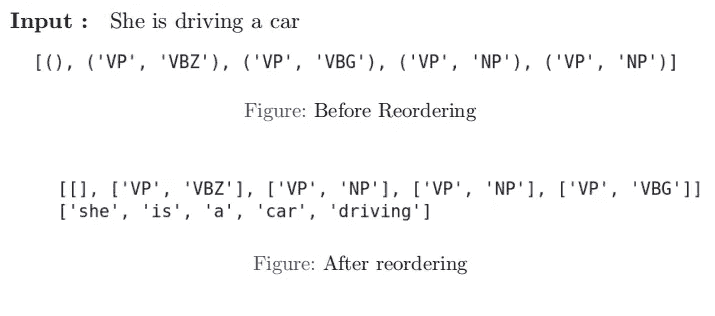 Input : She is driving a car
[(), ('VP', 'VBZ'), ('VP', 'VBG'), ('VP', 'NP'), ('VP', 'NP')]
Figure: Before Reordering
[[], ['VP', 'VBZ'], ['VP', 'NP'], ['VP', 'NP'], ['VP', 'VBG']]
['she', 'is', 'a', 'car', 'driving']
Figure: After reordering